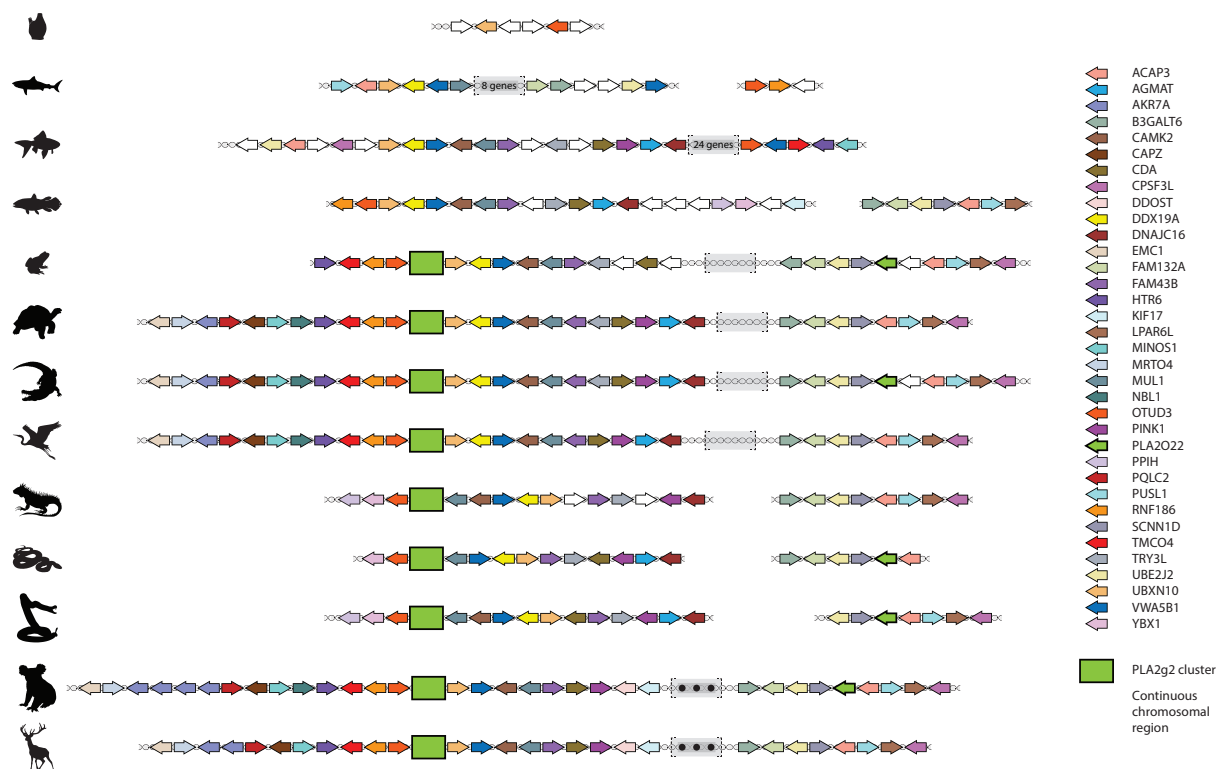 8 genes
24 genes
ACAP3
AGMAT
AKR7A
B3GALT6
CAMK2
CAPZ
CDA
CPSF3L
DDOST
DDX19A
DNAJC16
EMC1
FAM132A
FAM43B
HTR6
KIF17
LPAR6L
MINOS1
MRTO4
MUL1
NBL1
OTUD3
PINK1
PLA2O22
PPIH
PQLC2
PUSL1
RNF186
SCNN1D
TMCO4
TRY3L
UBE2J2
UBXN10
VWA5B1
YBX1
PLA2g2 cluster
Continuous
chromosomal
region